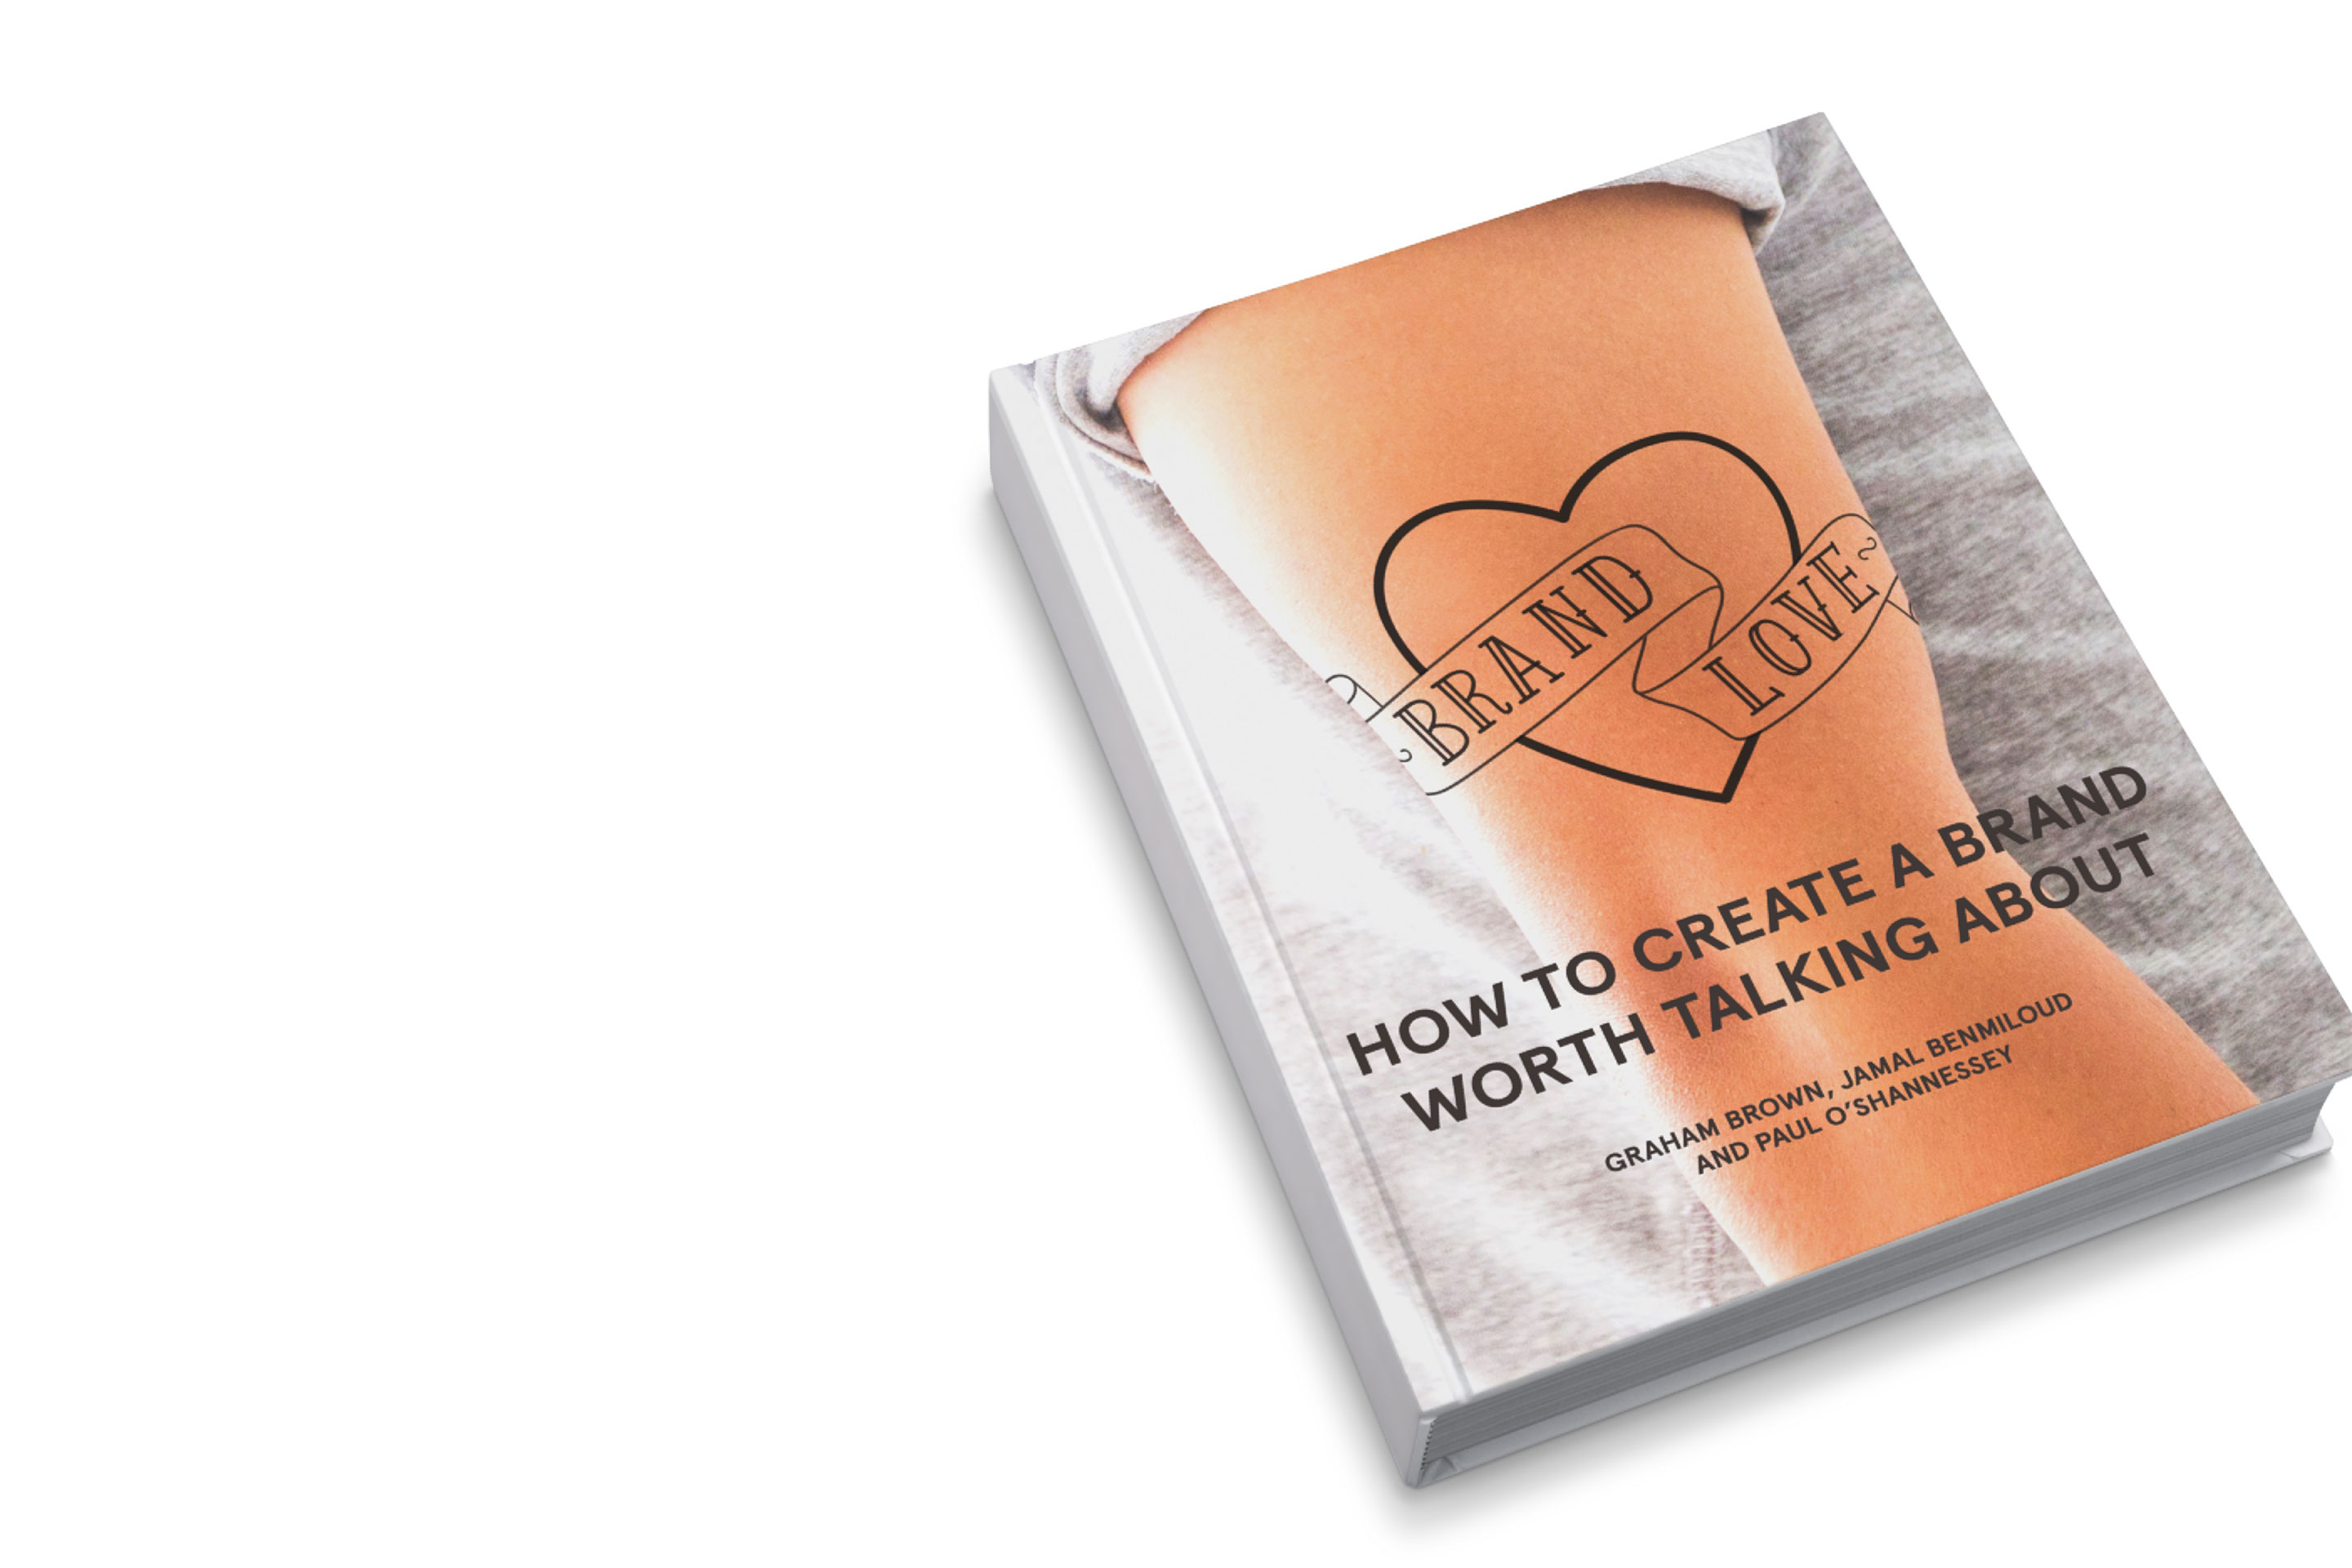 BRAND
LOVE
HOW TO CREATE A BRAND
WORTH TALKING ABOUT
GRAHAM BROWN, JAMAL BENMILOUD
AND PAUL O'SHANNESSEY